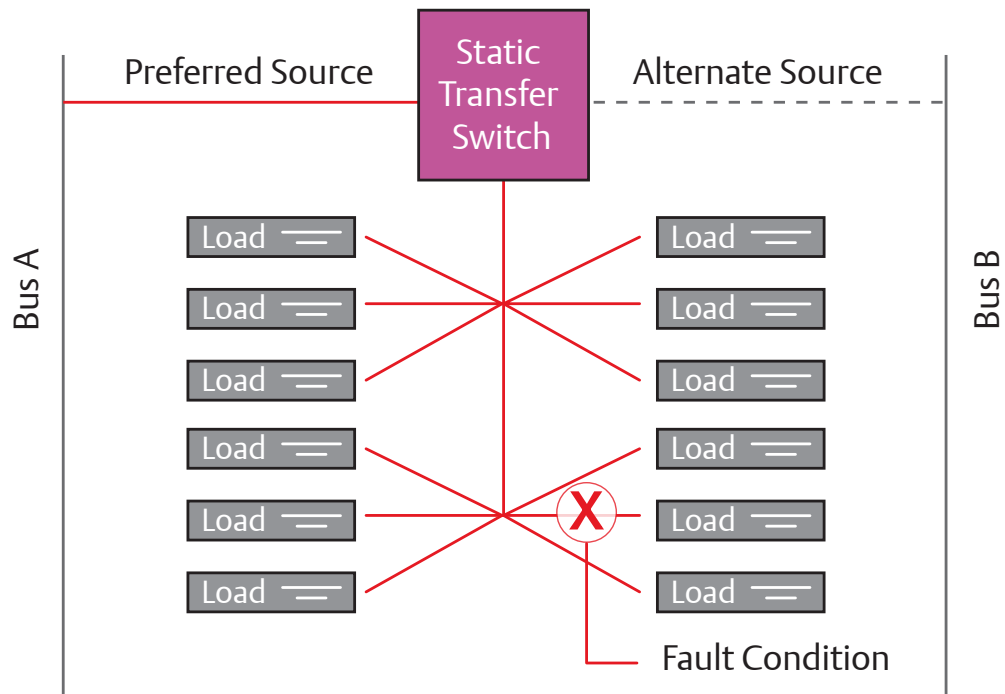 Preferred Source
Static
Transfer
Switch
Alternate Source
Bus A
Bus B
Load
Load
Load
Load
Load
Load
Load
Load
Load
X
Load
Load
Load
Fault Condition